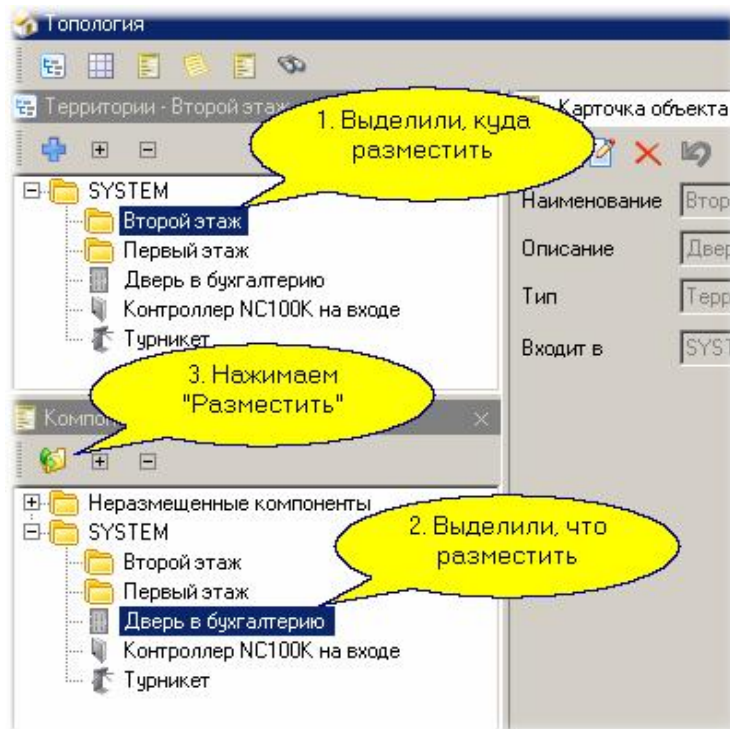 Топология
Территории - Второй этаж
1. Выделили, куда
разместить
Карточка объекта
SYSTEM
Второй этаж
Первый этаж
Дверь в бухгалтерию
Контроллер NC100K на входе
Турникет
Наименование
Описание
Тип
Входит в SYST
3. Нажимаем
"Разместить"
Неразмещенные компоненты
SYSTEM
Второй этаж
Первый этаж
Дверь в бухгалтерию
Контроллер NC100K на входе
Турникет
2. Выделили, что
разместить